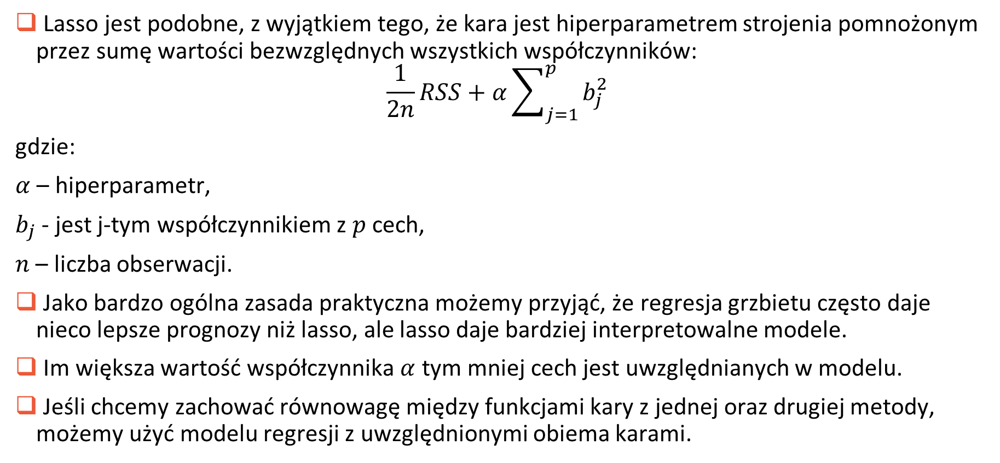 ❑ Lasso jest podobne, z wyjątkiem tego, że kara jest hiperparametrem strojenia pomnożonym
przez sumę wartości bezwzględnych wszystkich współczynników:
$\frac{1}{2n} RSS + \alpha \sum_{j=1}^{p} b_j^2$
gdzie:
α – hiperparametr,
$b_j$ - jest j-tym współczynnikiem z p cech,
n – liczba obserwacji.
❑ Jako bardzo ogólna zasada praktyczna możemy przyjąć, że regresja grzbietu często daje
nieco lepsze prognozy niż lasso, ale lasso daje bardziej interpretowalne modele.
❑ Im większa wartość współczynnika α tym mniej cech jest uwzględnianych w modelu.
❑ Jeśli chcemy zachować równowagę między funkcjami kary z jednej oraz drugiej metody,
możemy użyć modelu regresji z uwzględnionymi obiema karami.